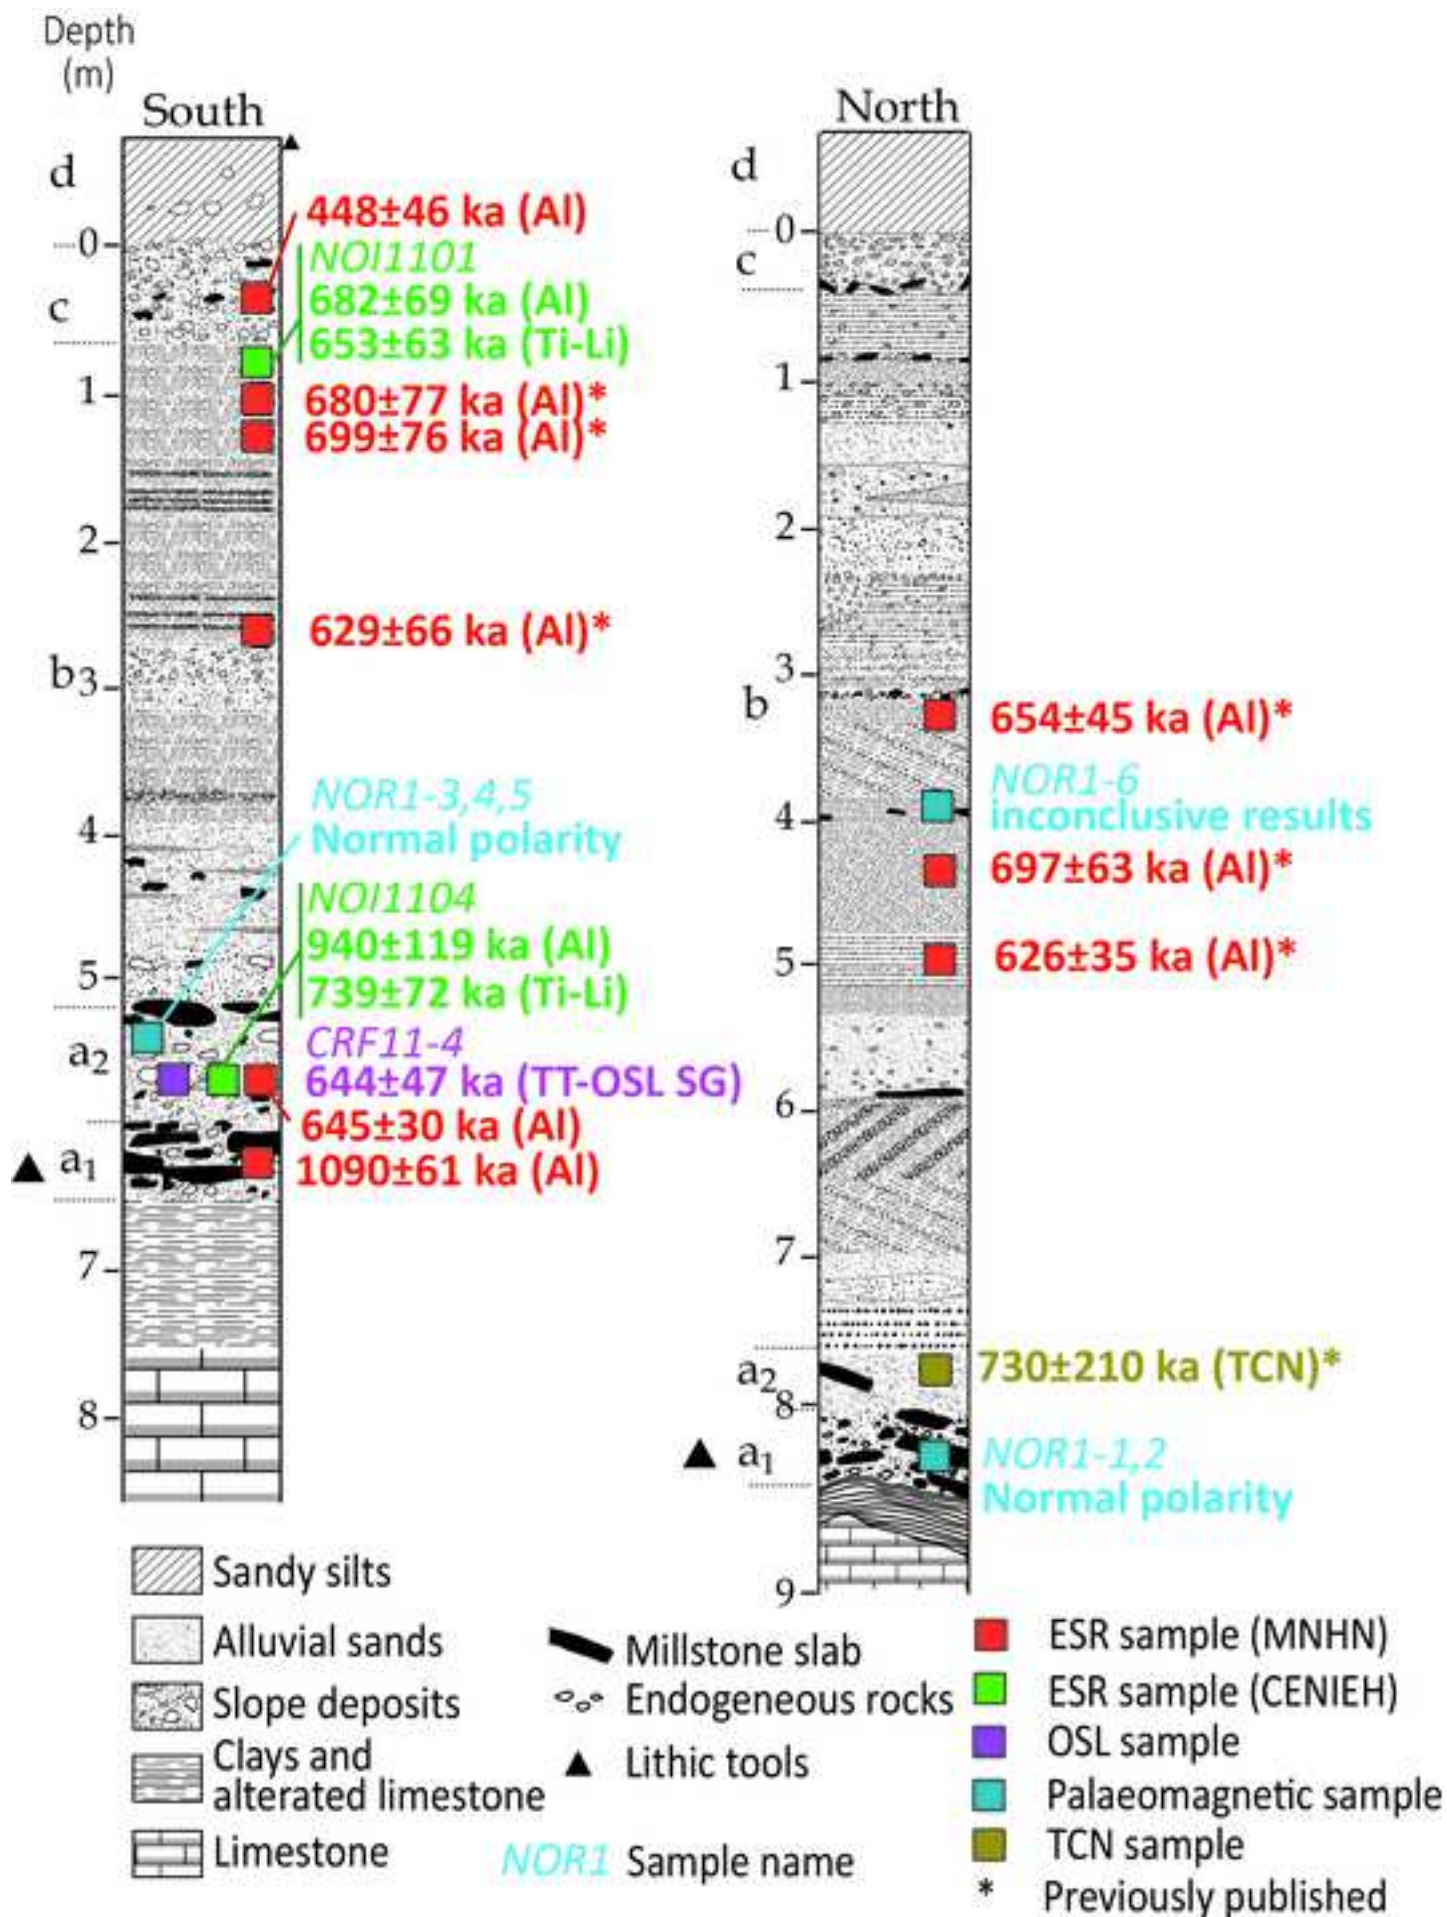 Depth
(m)
South
d
0
c
1
2
b
3
4
5
a2
a1
7
8
448±46 ka (Al)
NOI1101
682±69 ka (Al)
653±63 ka (Ti-Li)
680±77 ka (Al)*
699±76 ka (Al)*
629±66 ka (Al)*
NOR1-3,4,5
Normal polarity
NOI1104
940±119 ka (Al)
739±72 ka (Ti-Li)
CRF11-4
644±47 ka (TT-OSL SG)
645±30 ka (Al)
1090±61 ka (Al)
North
d
0
c
1
2
3
b
4
5
6
7
a2
8
a1
9
654±45 ka (Al)*
NOR1-6
inconclusive results
697±63 ka (Al)*
626±35 ka (Al)*
730±210 ka (TCN)*
NOR1-1,2
Normal polarity
Sandy silts
Alluvial sands
Slope deposits
Clays and
alterated limestone
Limestone
Millstone slab
Endogeneous rocks
Lithic tools
NOR1 Sample name
ESR sample (MNHN)
ESR sample (CENIEH)
OSL sample
Palaeomagnetic sample
TCN sample
* Previously published